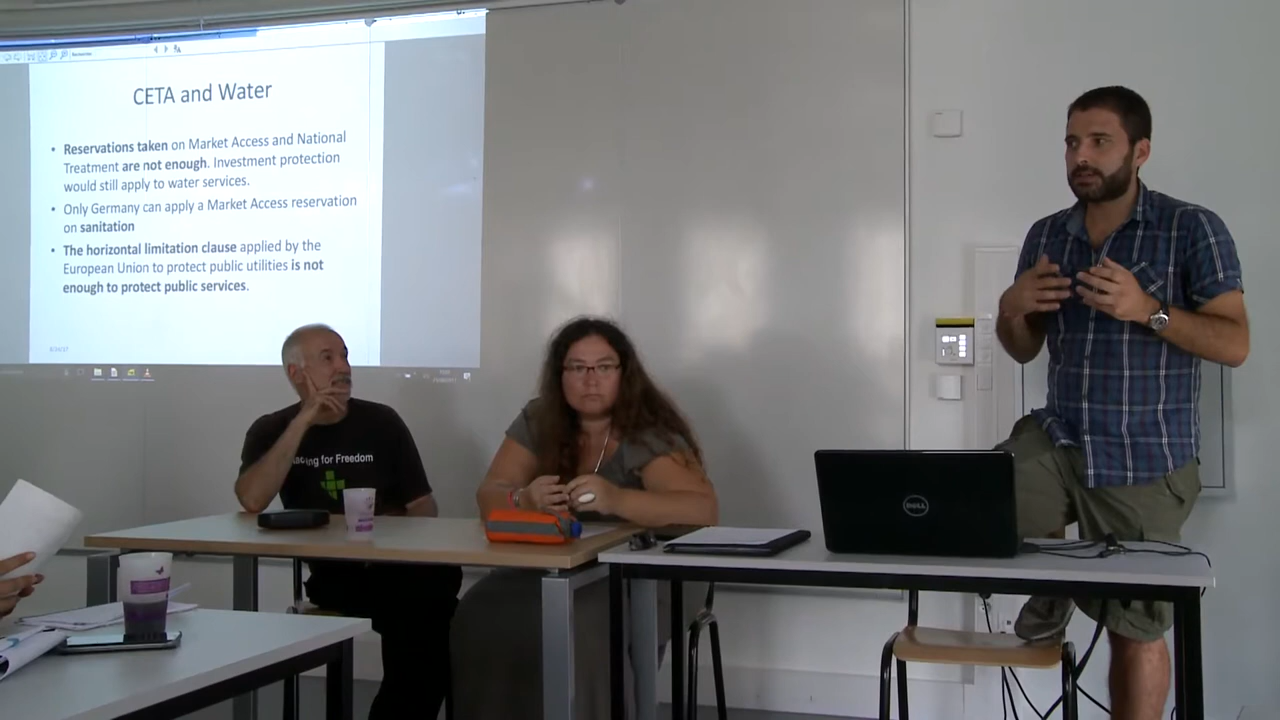 CETA and Water
• Reservations taken on Market Access and National
Treatment are not enough. Investment protection
would still apply to water services.
• Only Germany can apply a Market Access reservation
on sanitation
• The horizontal limitation clause applied by the
European Union to protect public utilities is not
enough to protect public services.
for Freedom
DELL